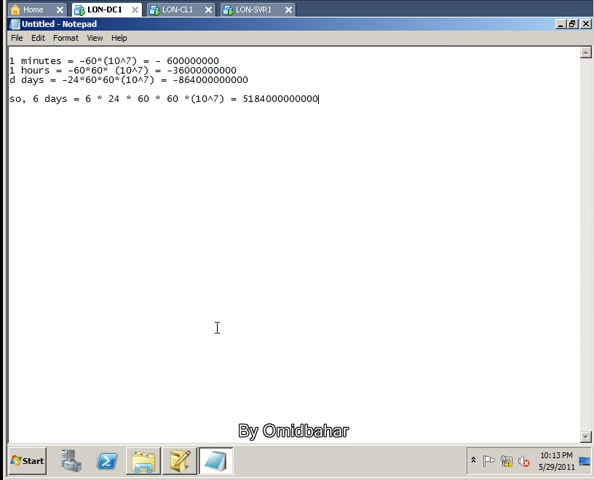 Home LON-DC1 LON-CL1 LON-SVR1
Untitled - Notepad
File Edit Format View Help
1 minutes = -60*(10^7) = - 600000000
1 hours = -60*60* (10^7) = -36000000000
d days = -24*60*60*(10^7) = -864000000000
so, 6 days = 6 * 24 * 60 * 60 *(10^7) = 5184000000000
By Omidbahar
Start
10:13 PM
5/29/2011